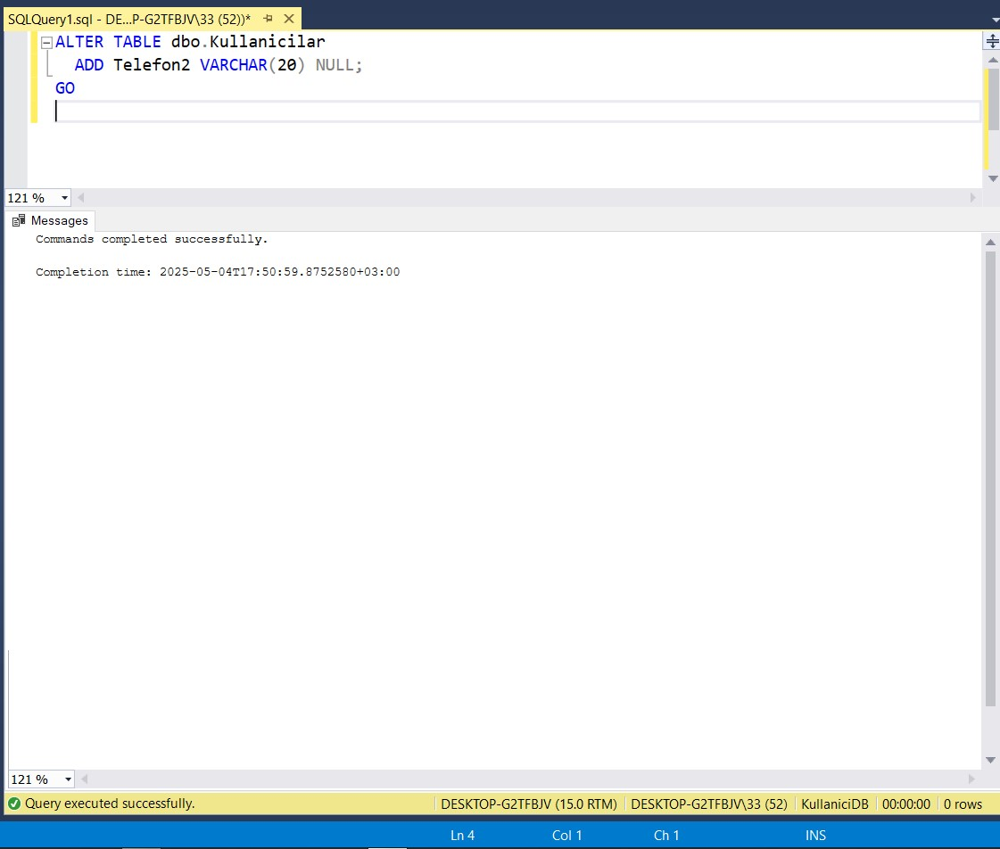 SQLQuery1.sql - DE...P-G2TFBJV\33 (52))*
ALTER TABLE dbo.Kullanicilar
ADD Telefon2 VARCHAR(20) NULL;
GO
121 %
Messages
Commands completed successfully.
Completion time: 2025-05-04T17:50:59.8752580+03:00
121 %
Query executed successfully. DESKTOP-G2TFBJV (15.0 RTM) DESKTOP-G2TFBJV\33 (52) KullaniciDB 00:00:00 0 rows
Ln 4 Col 1 Ch 1 INS